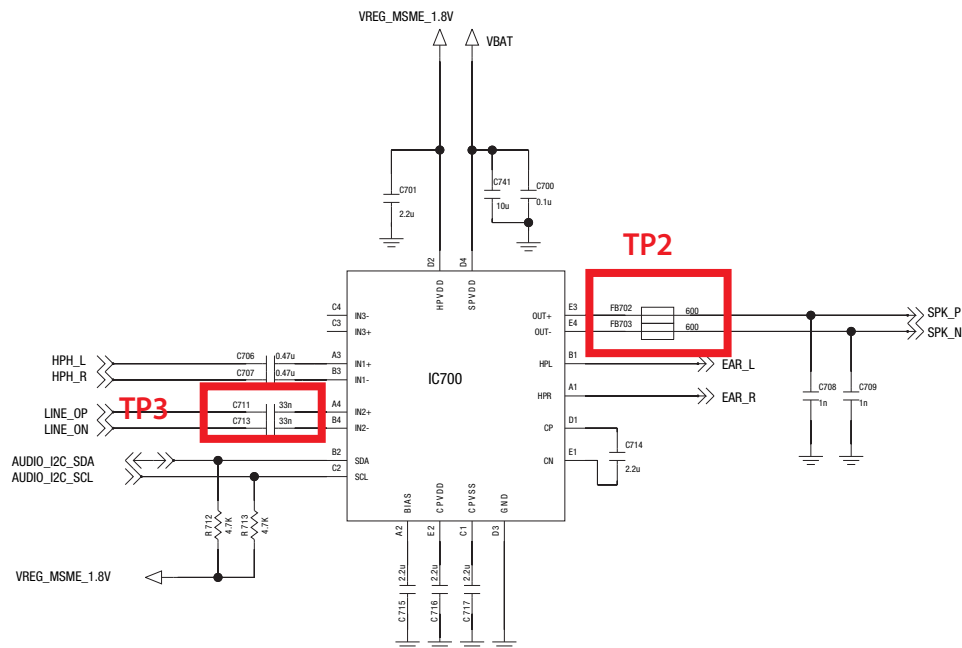 VREG_MSME_1.8V
VBAT
C701
2.2u
C741
10u
C700
0.1u
TP2
D2
D4
HPVDD
SPVDD
C4
IN3-
C3
IN3+
OUT+
E3
FB702
600
SPK_P
OUT-
E4
FB703
600
SPK_N
HPH_L
C706
0.47u
A3
IN1+
HPH_R
C707
0.47u
B3
IN1-
HPL
B1
EAR_L
IC700
HPR
A1
EAR_R
C708
1n
C709
1n
TP3
LINE_OP
C711
33n
A4
IN2+
LINE_ON
C713
33n
B4
IN2-
CP
D1
C714
2.2u
CN
E1
AUDIO_I2C_SDA
B2
SDA
AUDIO_I2C_SCL
C2
SCL
BIAS
CPVDD
CPVSS
GND
A2
E2
C1
D3
R712
4.7K
R713
4.7K
C715
2.2u
C716
2.2u
C717
2.2u
VREG_MSME_1.8V